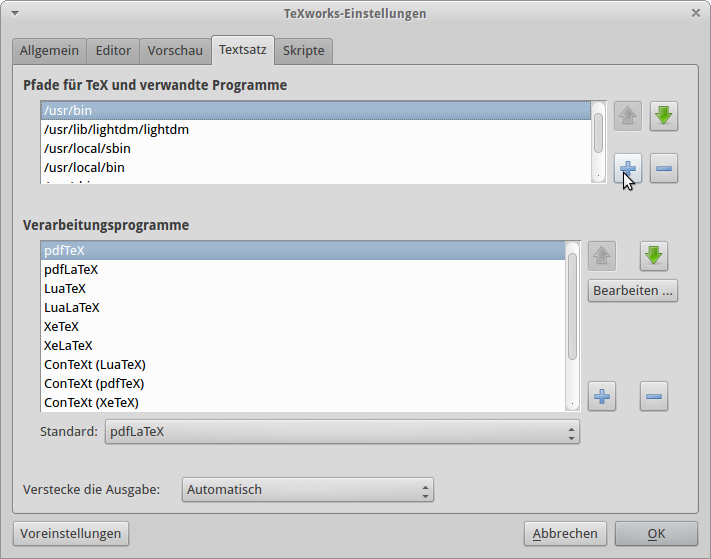 TeXworks-Einstellungen
Allgemein Editor Vorschau Textsatz Skripte
Pfade für TeX und verwandte Programme
/usr/bin
/usr/lib/lightdm/lightdm
/usr/local/sbin
/usr/local/bin
Verarbeitungsprogramme
pdfTeX
pdfLaTeX
LuaTeX
LuaLaTeX
XeTeX
XeLaTeX
ConTeXt (LuaTeX)
ConTeXt (pdfTeX)
ConTeXt (XeTeX)
Bearbeiten ...
Standard: pdfLaTeX
Verstecke die Ausgabe: Automatisch
Voreinstellungen Abbrechen OK